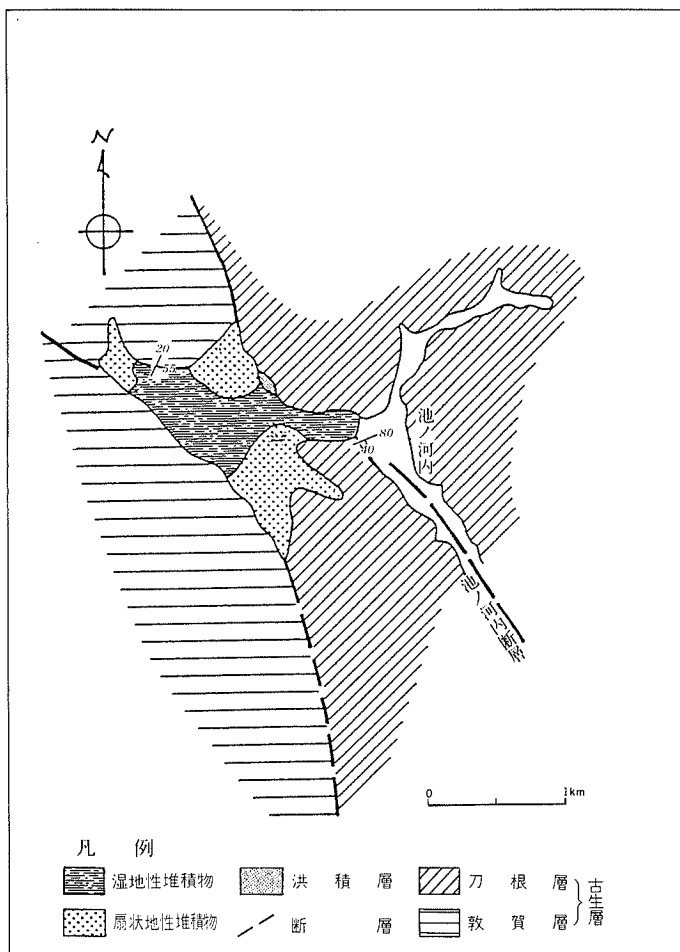 N
20
55
80
40
池ノ河内
池ノ河内断層
0 1km
凡例
湿地性堆積物 洪積層 刀根層
扇状地性堆積物 断層 敦賀層
古生層